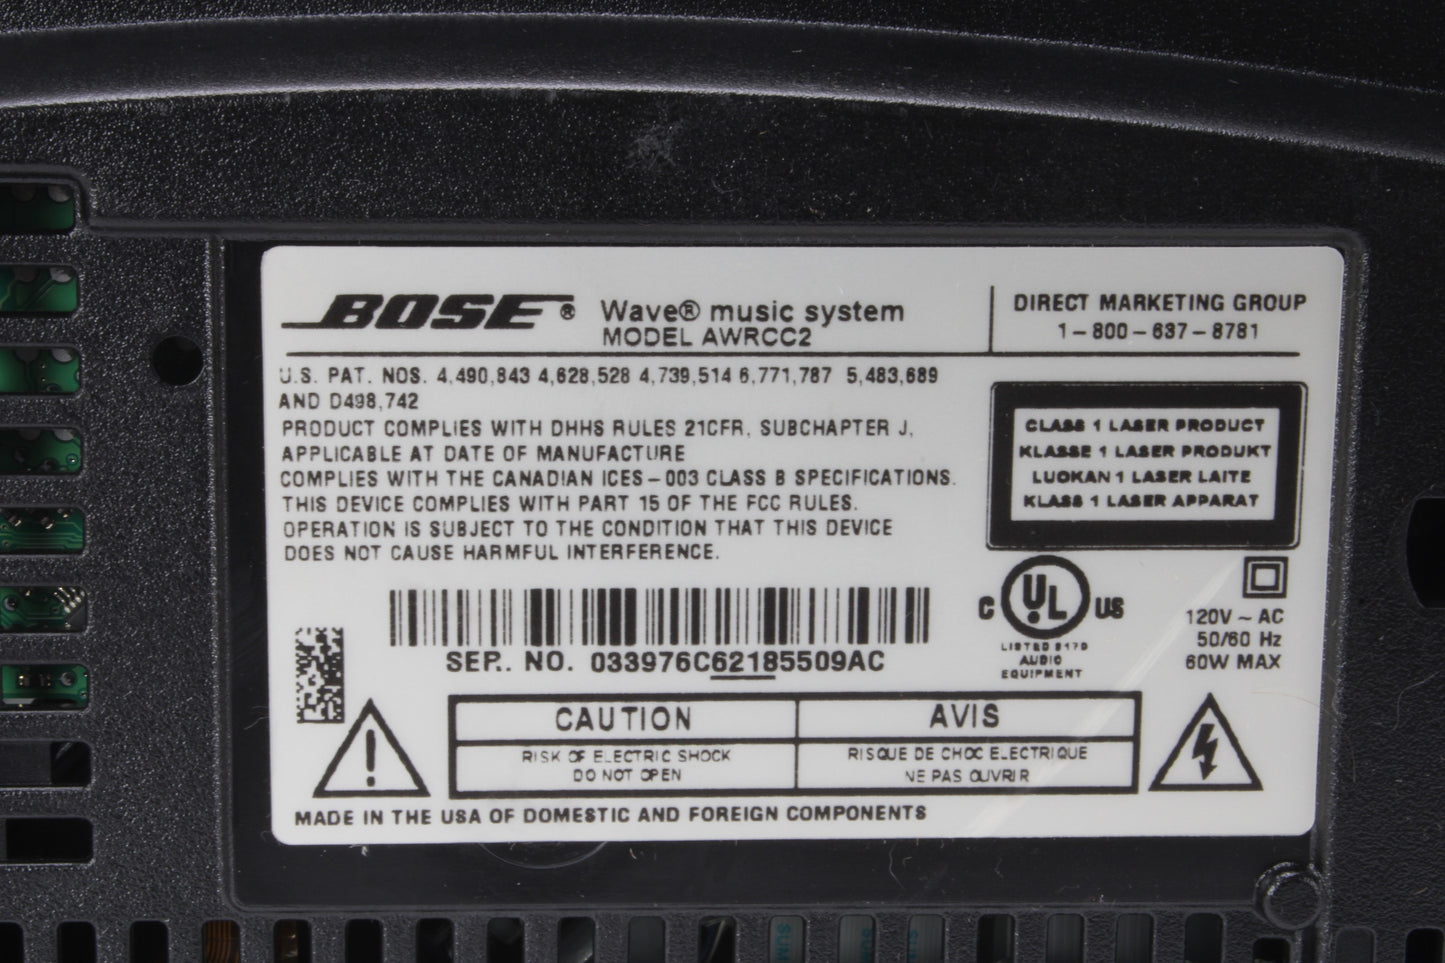 BOSE® Wave® music system
MODEL AWRCC2
DIRECT MARKETING GROUP
1-800-637-8781
U.S. PAT. NOS. 4,490,843 4,628,528 4,739,514 6,771,787 5,483,689
AND D498,742
PRODUCT COMPLIES WITH DHHS RULES 21CFR, SUBCHAPTER J,
APPLICABLE AT DATE OF MANUFACTURE
COMPLIES WITH THE CANADIAN ICES-003 CLASS B SPECIFICATIONS.
THIS DEVICE COMPLIES WITH PART 15 OF THE FCC RULES.
OPERATION IS SUBJECT TO THE CONDITION THAT THIS DEVICE
DOES NOT CAUSE HARMFUL INTERFERENCE.
CLASS 1 LASER PRODUCT
KLASSE 1 LASER PRODUKT
LUOKAN 1 LASER LAITE
KLASS 1 LASER APPARAT
C UL US
LISTED 6179
AUDIO
EQUIPMENT
120V ~ AC
50/60 Hz
60W MAX
SER. NO. 033976C62185509AC
CAUTION
RISK OF ELECTRIC SHOCK
DO NOT OPEN
AVIS
RISQUE DE CHOC ELECTRIQUE
NE PAS OUVRIR
MADE IN THE USA OF DOMESTIC AND FOREIGN COMPONENTS